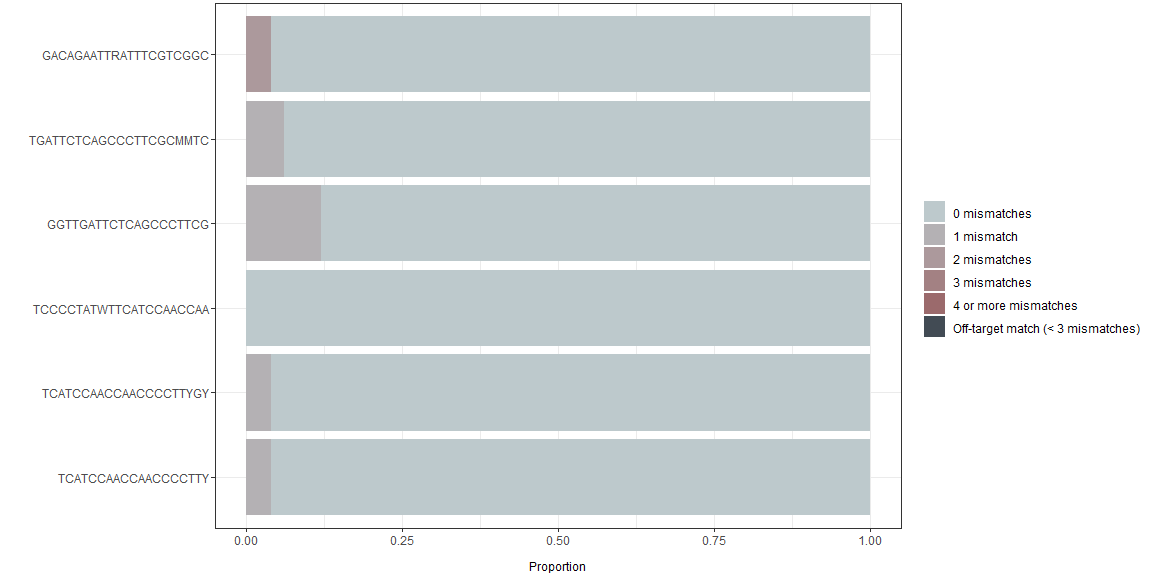 GACAGAATTRATTTCGTCGGC
TGATTCTCAGCCCTTCGCMMTC
GGTTGATTCTCAGCCCTTCG
TCCCCTATWTTCATCCAACCAA
TCATCCAACCAACCCCTTYGY
TCATCCAACCAACCCCTTY
0.00 0.25 0.50 0.75 1.00
Proportion
0 mismatches
1 mismatch
2 mismatches
3 mismatches
4 or more mismatches
Off-target match (< 3 mismatches)